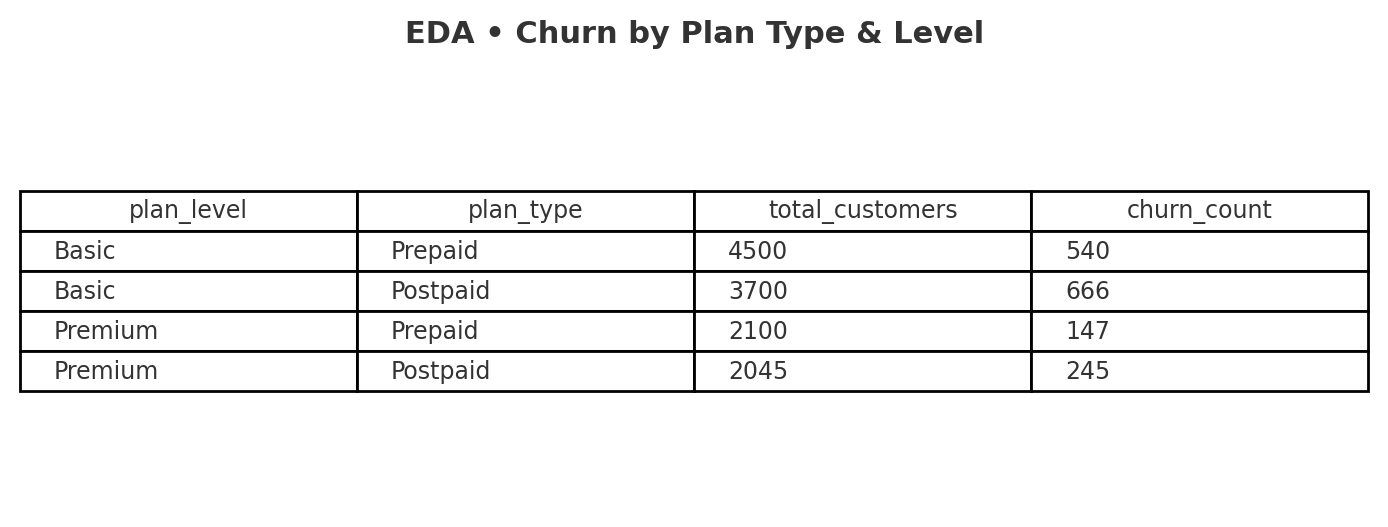 EDA • Churn by Plan Type & Level
plan_level plan_type total_customers churn_count
Basic Prepaid 4500 540
Basic Postpaid 3700 666
Premium Prepaid 2100 147
Premium Postpaid 2045 245